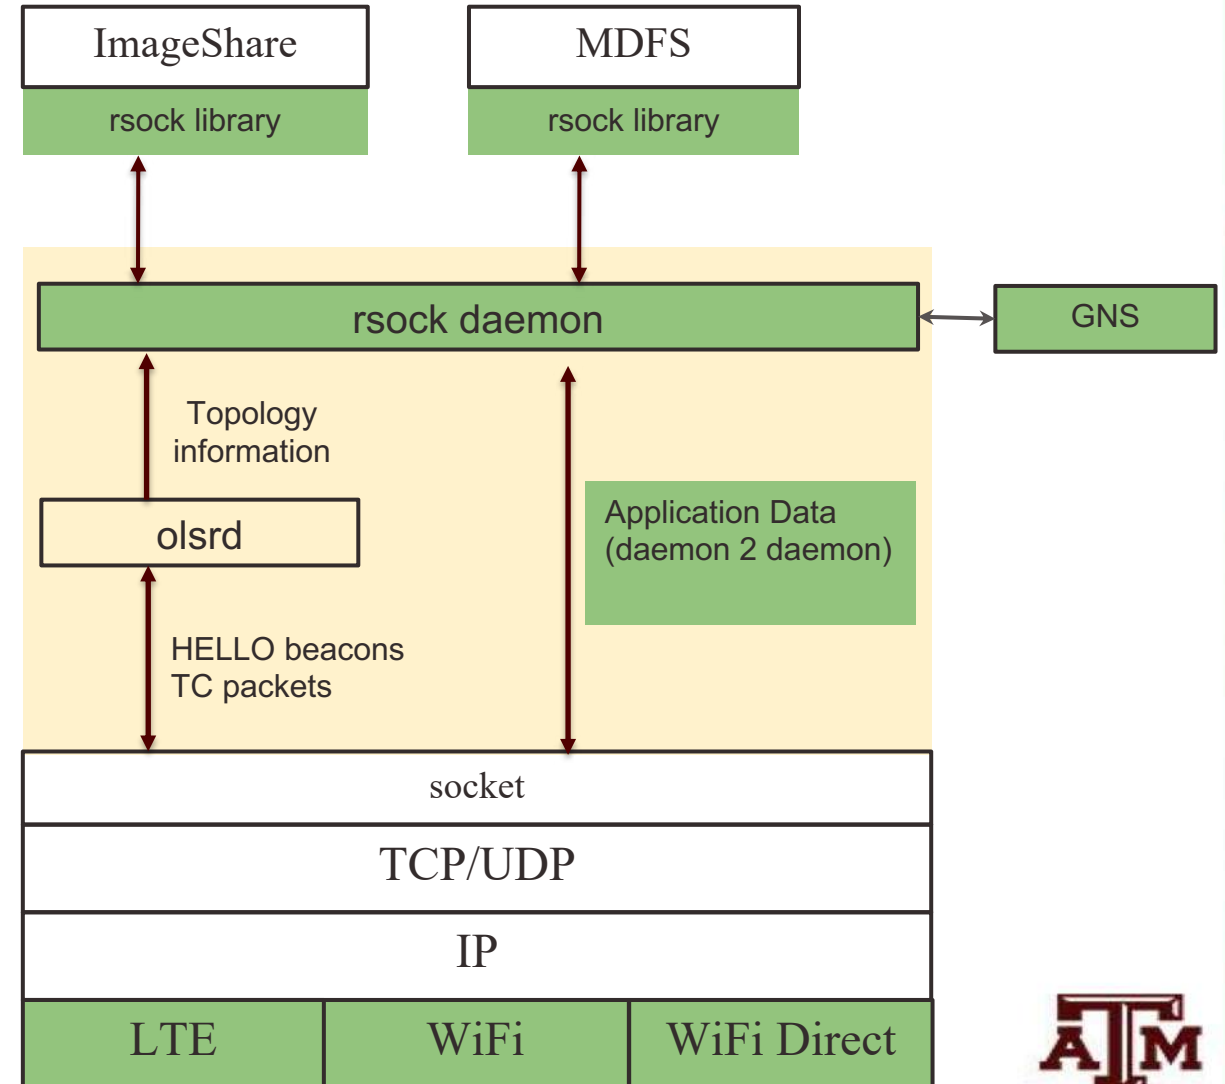 ImageShare
MDFS
rsock library
rsock library
rsock daemon
GNS
Topology
information
olsrd
Application Data
(daemon 2 daemon)
HELLO beacons
TC packets
socket
TCP/UDP
IP
LTE
WiFi
WiFi Direct
ATM